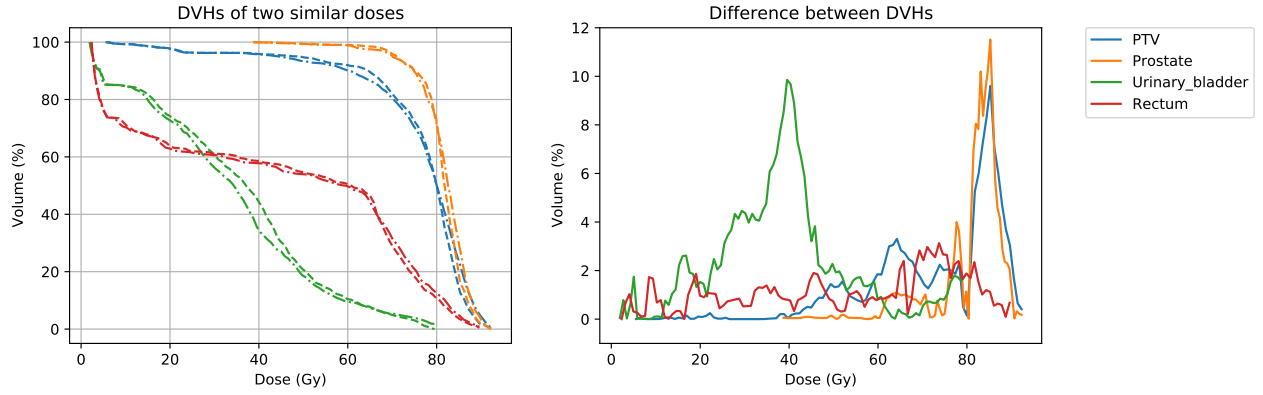 DVHs of two similar doses
Volume (%)
100
80
60
40
20
0
0 20 40 60 80
Dose (Gy)
Difference between DVHs
Volume (%)
12
10
8
6
4
2
0
0 20 40 60 80
Dose (Gy)
PTV
Prostate
Urinary_bladder
Rectum